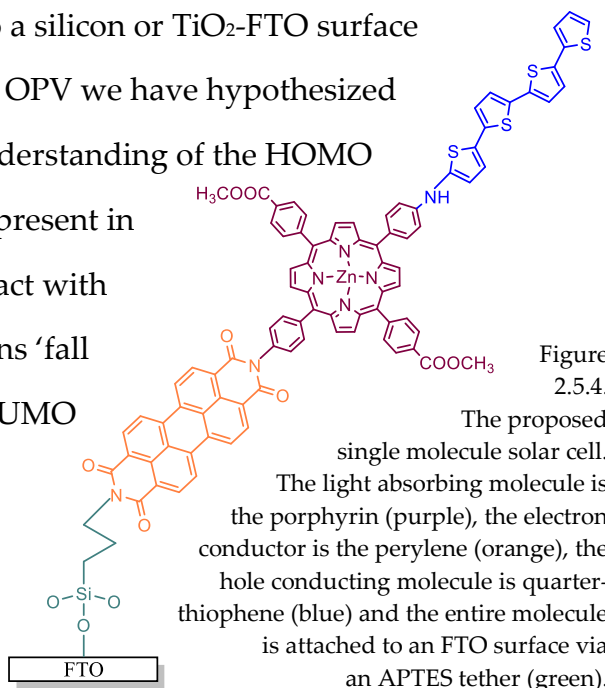 a silicon or TiO₂-FTO surface
OPV we have hypothesized
derstanding of the HOMO
present in
act with
ns ‘fall
UMO
S
S
S
S
NH
H₃COOC
N
N
Zn
N
N
COOCH₃
O
N
O
O
O
N
O
Si
O
O
O
FTO
Figure
2.5.4.
The proposed
single molecule solar cell.
The light absorbing molecule is
the porphyrin (purple), the electron
conductor is the perylene (orange), the
hole conducting molecule is quarter-
thiophene (blue) and the entire molecule
is attached to an FTO surface via
an APTES tether (green).